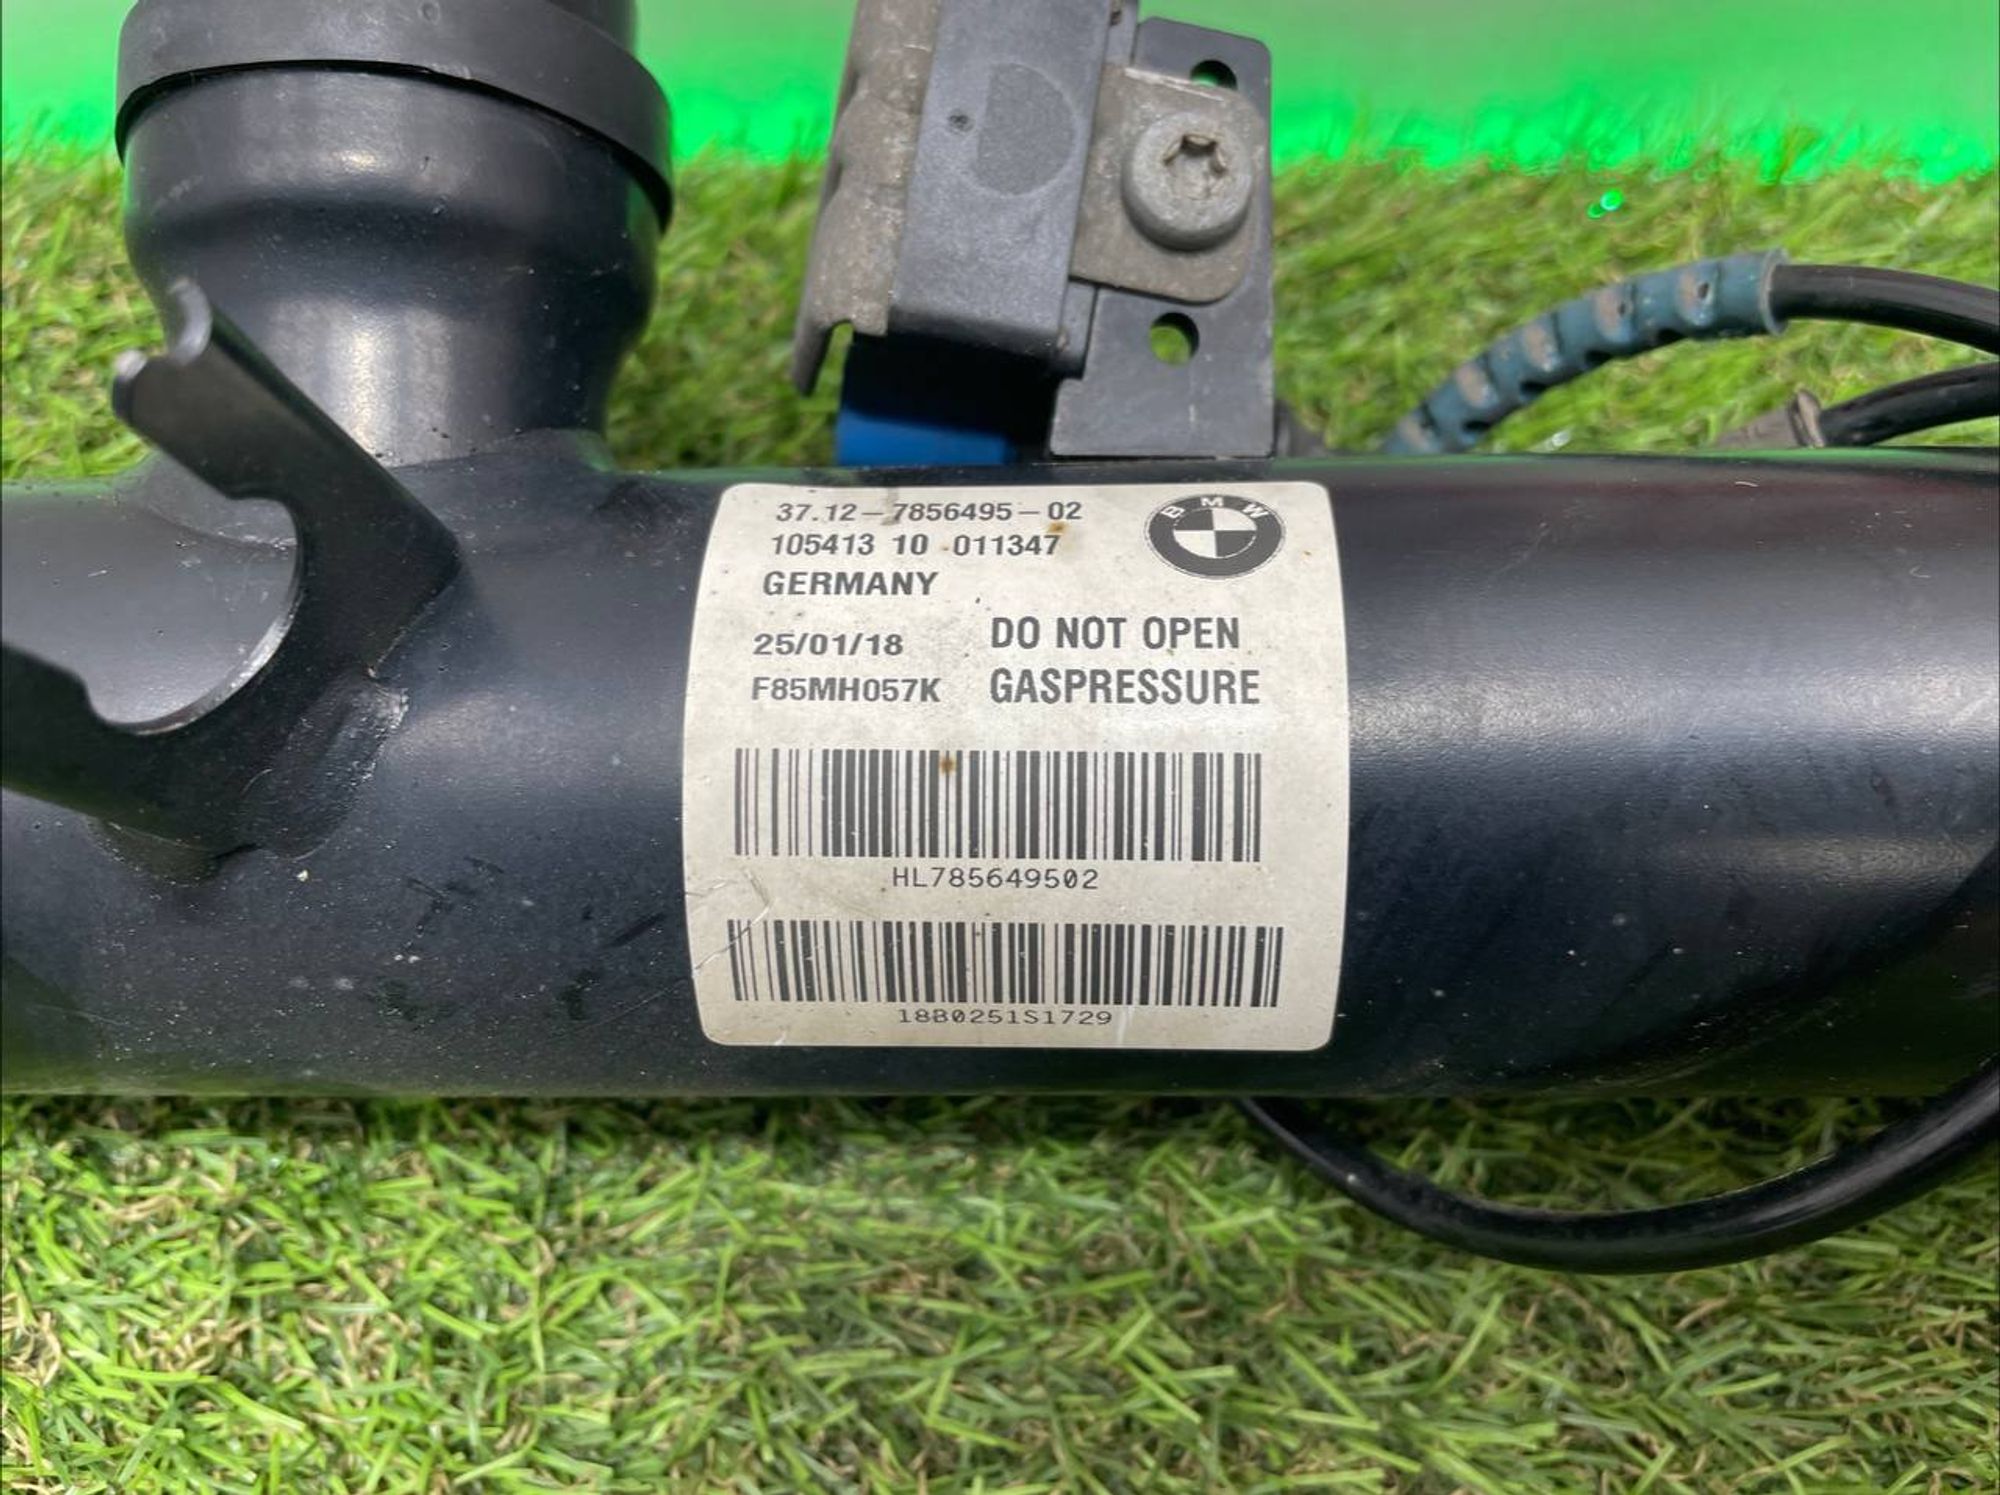 37.12-7856495-02
BMW
105413 10 011347
GERMANY
25/01/18
DO NOT OPEN
F85MH057K
GASPRESSURE
HL785649502
18B0251S1729